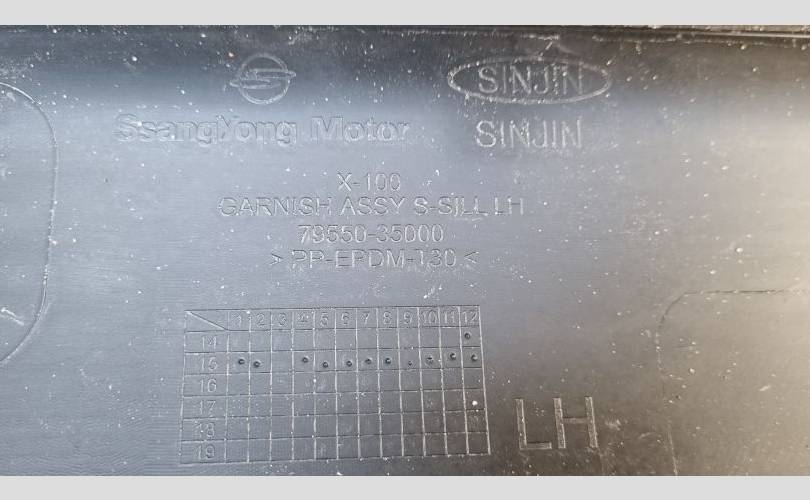 SINJIN
SsangYong Motor SINJIN
X-100
GARNISH ASSY S-SILL LH
79550-35000
> PP-EPDM-T30 <
1 2 3 4 5 6 7 8 9 10 11 12
14
15
16
17
18
19
LH